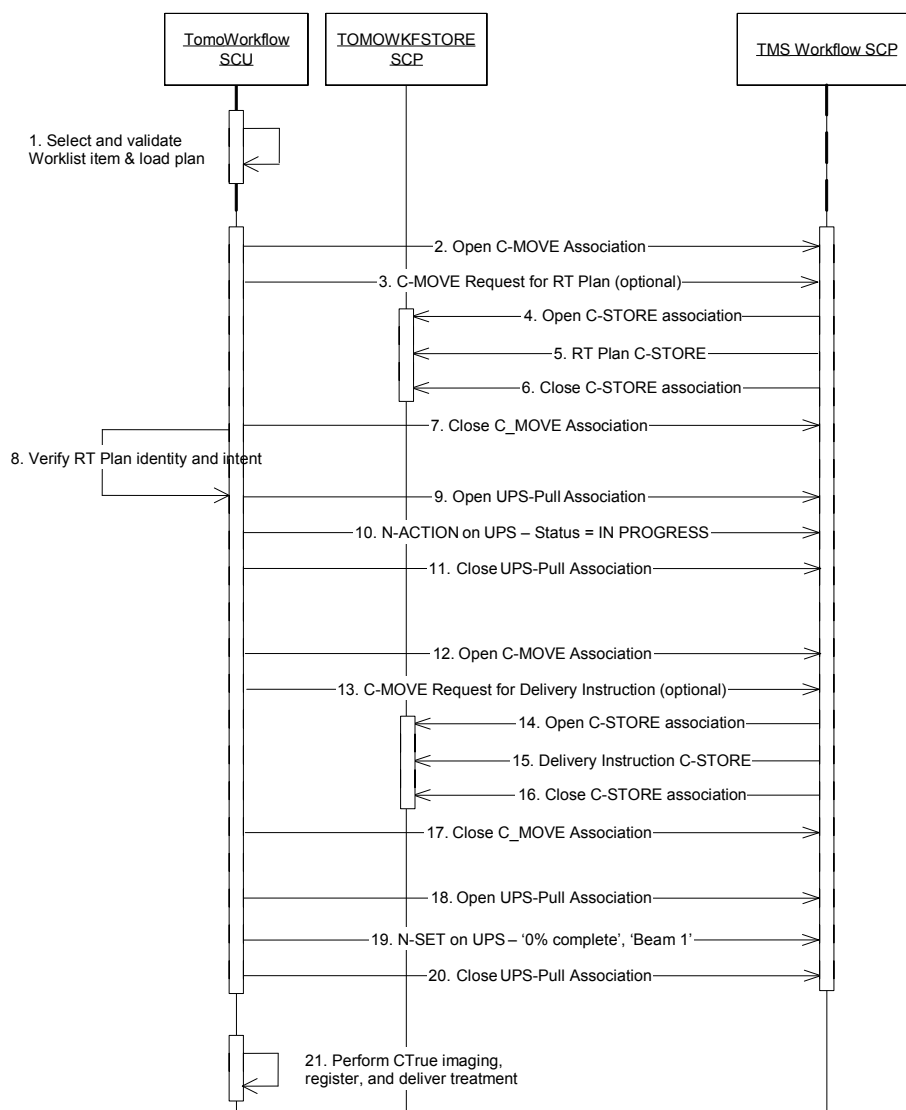 TomoWorkflow
SCU
TOMOWKFSTORE
SCP
TMS Workflow SCP
1. Select and validate
Worklist item & load plan
2. Open C-MOVE Association
3. C-MOVE Request for RT Plan (optional)
4. Open C-STORE association
5. RT Plan C-STORE
6. Close C-STORE association
7. Close C_MOVE Association
8. Verify RT Plan identity and intent
9. Open UPS-Pull Association
10. N-ACTION on UPS – Status = IN PROGRESS
11. Close UPS-Pull Association
12. Open C-MOVE Association
13. C-MOVE Request for Delivery Instruction (optional)
14. Open C-STORE association
15. Delivery Instruction C-STORE
16. Close C-STORE association
17. Close C_MOVE Association
18. Open UPS-Pull Association
19. N-SET on UPS – ‘0% complete’, ‘Beam 1’
20. Close UPS-Pull Association
21. Perform CTrue imaging,
register, and deliver treatment